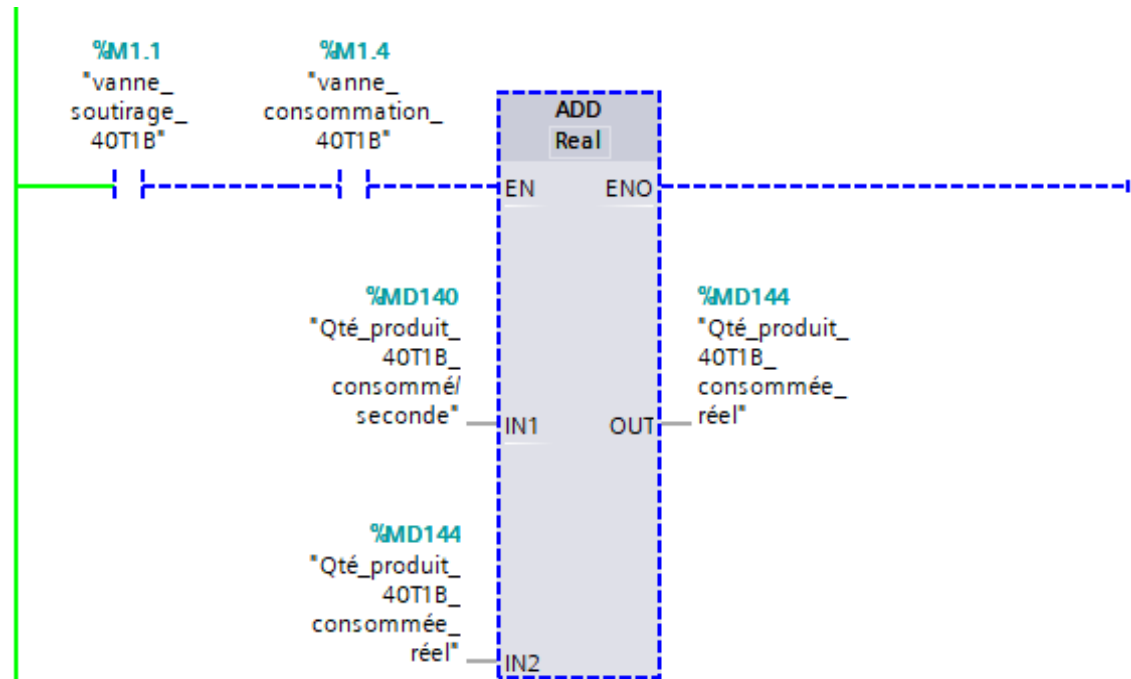 %M1.1
"vanne_
soutirage_
40T1B"
%M1.4
"vanne_
consommation_
40T1B"
ADD
Real
EN
ENO
%MD140
"Qté_produit_
40T1B_
consommé/
seconde"
IN1
OUT
%MD144
"Qté_produit_
40T1B_
consommée_
réel"
%MD144
"Qté_produit_
40T1B_
consommée_
réel"
IN2